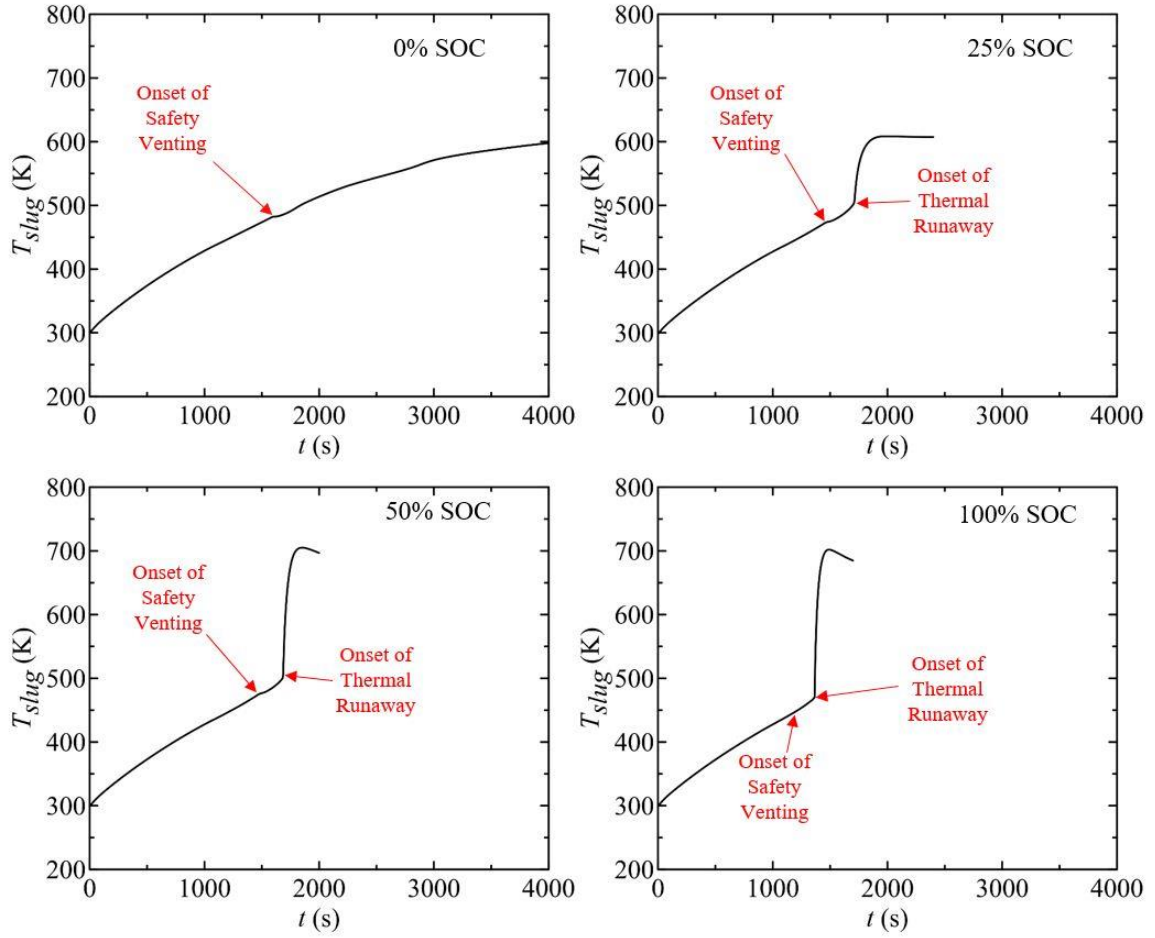 800
700
600
500
400
300
200
T_slug (K)
0% SOC
Onset of
Safety
Venting
0 1000 2000 3000 4000
t (s)
800
700
600
500
400
300
200
T_slug (K)
25% SOC
Onset of
Safety
Venting
Onset of
Thermal
Runaway
0 1000 2000 3000 4000
t (s)
800
700
600
500
400
300
200
T_slug (K)
50% SOC
Onset of
Safety
Venting
Onset of
Thermal
Runaway
0 1000 2000 3000 4000
t (s)
800
700
600
500
400
300
200
T_slug (K)
100% SOC
Onset of
Thermal
Runaway
Onset of
Safety
Venting
0 1000 2000 3000 4000
t (s)